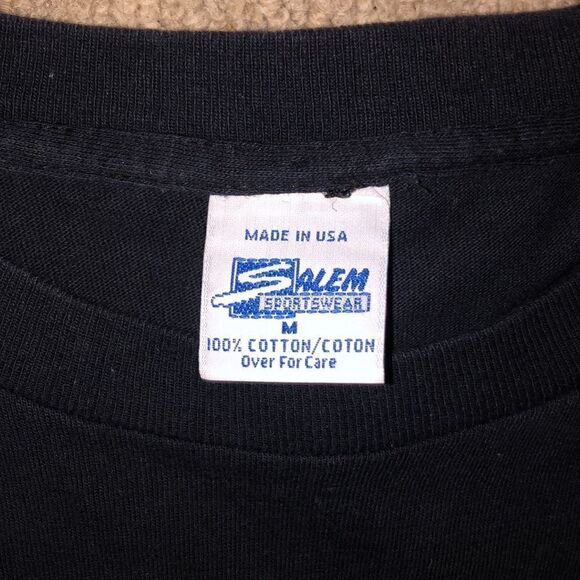 MADE IN USA
SALEM
SPORTSWEAR
M
100% COTTON/COTON
Over For Care